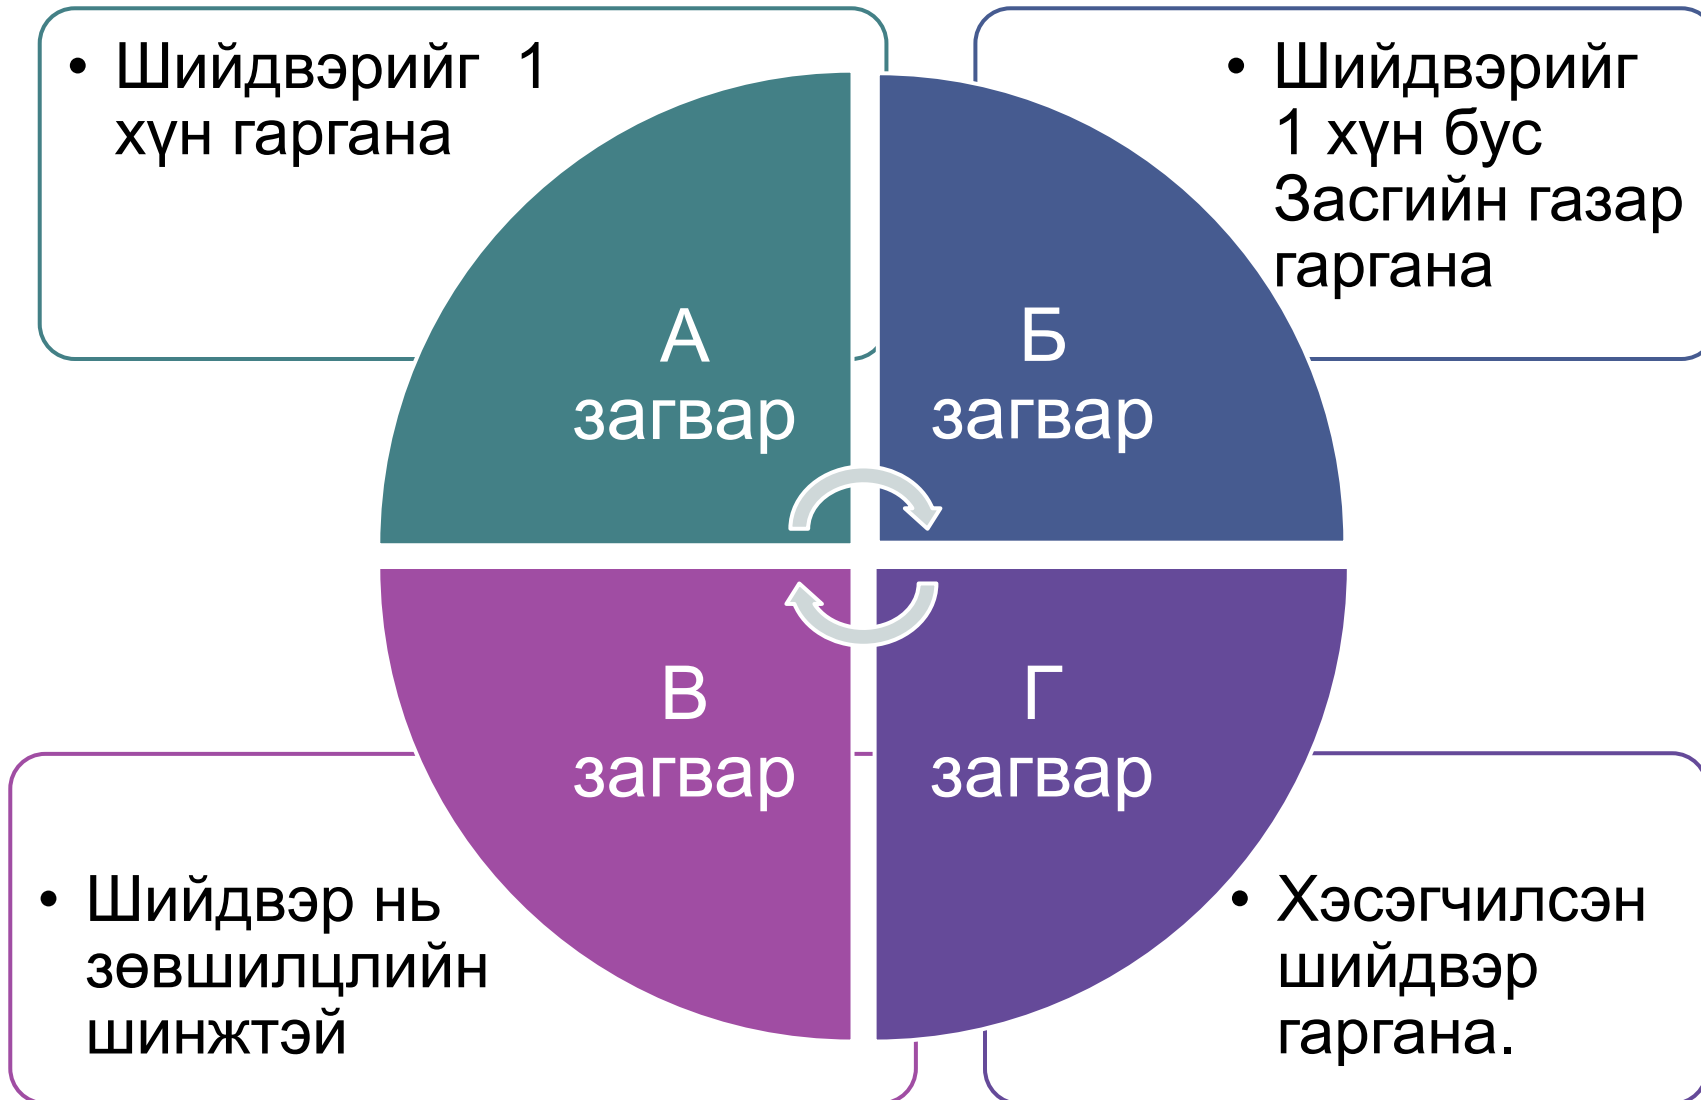 • Шийдвэрийг 1
хүн гаргана
• Шийдвэрийг
1 хүн бус
Засгийн газар
гаргана
А
загвар
Б
загвар
В
загвар
Г
загвар
• Шийдвэр нь
зөвшилцлийн
шинжтэй
• Хэсэгчилсэн
шийдвэр
гаргана.